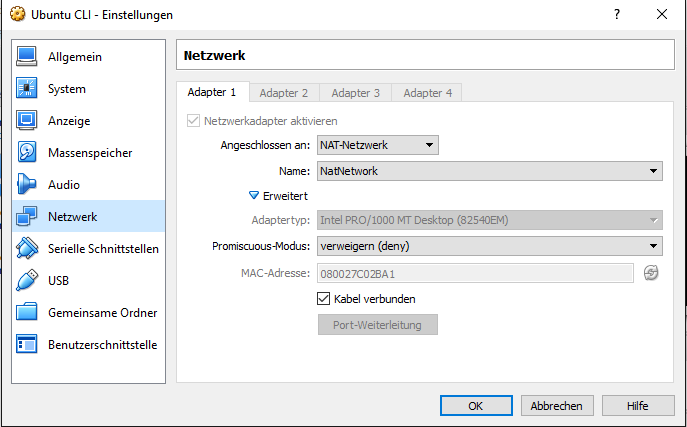 Ubuntu CLI - Einstellungen
Allgemein
System
Anzeige
Massenspeicher
Audio
Netzwerk
Serielle Schnittstellen
USB
Gemeinsame Ordner
Benutzerschnittstelle
Netzwerk
Adapter 1 Adapter 2 Adapter 3 Adapter 4
Netzwerkadapter aktivieren
Angeschlossen an: NAT-Netzwerk
Name: NatNetwork
Erweitert
Adaptertyp: Intel PRO/1000 MT Desktop (82540EM)
Promiscuous-Modus: verweigern (deny)
MAC-Adresse: 080027C02BA1
Kabel verbunden
Port-Weiterleitung
OK Abbrechen Hilfe